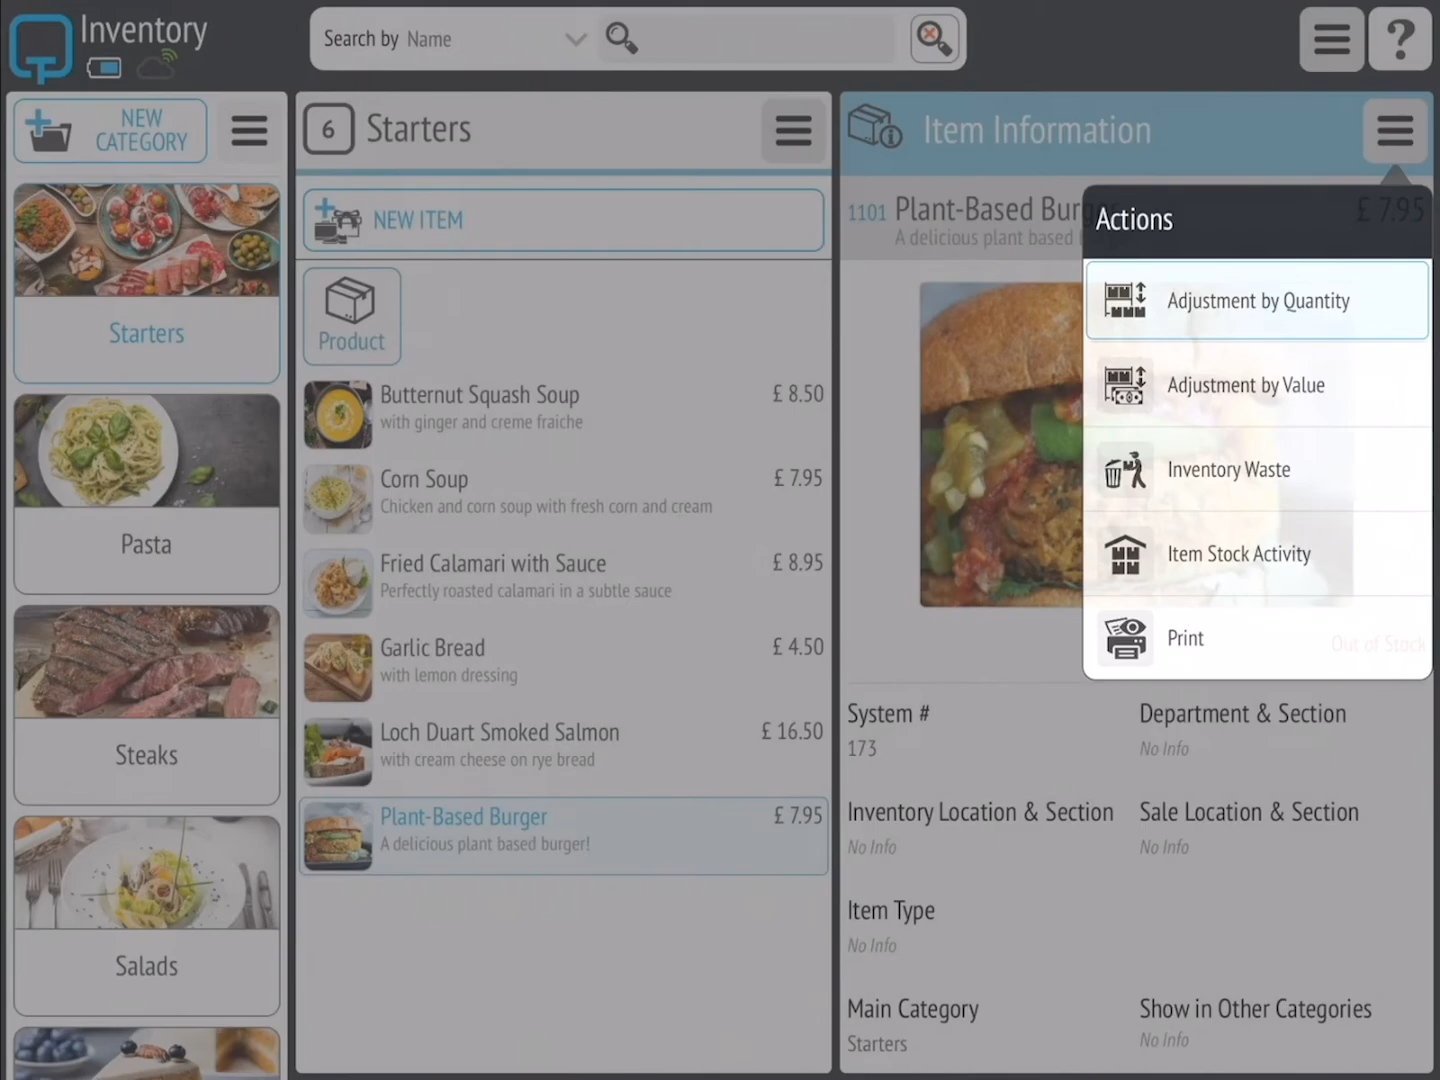 Inventory
Search by Name
NEW
CATEGORY
Starters
Pasta
Steaks
Salads
6 Starters
NEW ITEM
Product
Butternut Squash Soup £ 8.50
with ginger and creme fraiche
Corn Soup £ 7.95
Chicken and corn soup with fresh corn and cream
Fried Calamari with Sauce £ 8.95
Perfectly roasted calamari in a subtle sauce
Garlic Bread £ 4.50
with lemon dressing
Loch Duart Smoked Salmon £ 16.50
with cream cheese on rye bread
Plant-Based Burger £ 7.95
A delicious plant based burger!
Item Information
1101 Plant-Based Burge £ 7.95
A delicious plant based
Actions
Adjustment by Quantity
Adjustment by Value
Inventory Waste
Item Stock Activity
Print
Out of Stock
System #
173
Department & Section
No Info
Inventory Location & Section
No Info
Sale Location & Section
No Info
Item Type
No Info
Main Category
Starters
Show in Other Categories
No Info